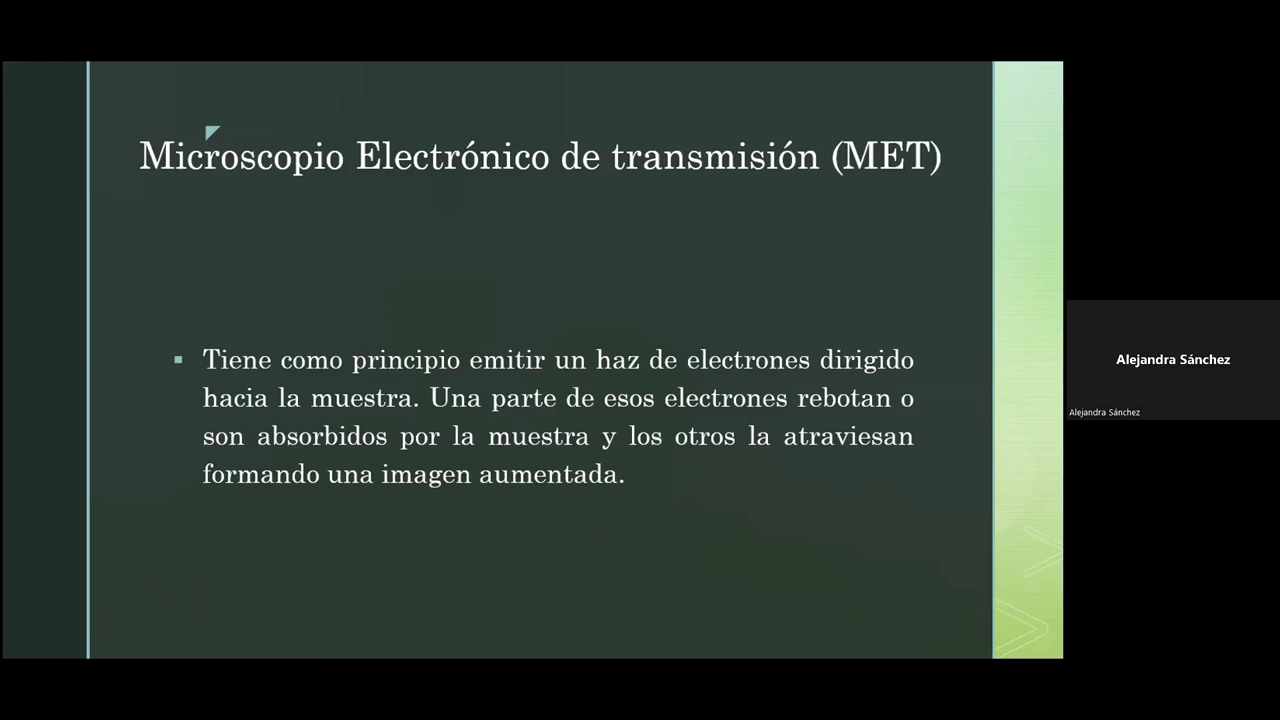 Microscopio Electrónico de transmisión (MET)
Tiene como principio emitir un haz de electrones dirigido
hacia la muestra. Una parte de esos electrones rebotan o
son absorbidos por la muestra y los otros la atraviesan
formando una imagen aumentada.
Alejandra Sánchez
Alejandra Sánchez